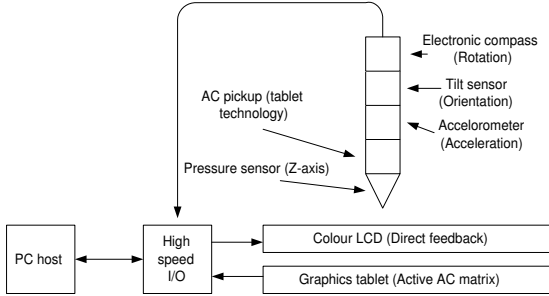 Electronic compass
(Rotation)
Tilt sensor
(Orientation)
AC pickup (tablet
technology)
Accelorometer
(Acceleration)
Pressure sensor (Z-axis)
PC host
High
speed
I/O
Colour LCD (Direct feedback)
Graphics tablet (Active AC matrix)